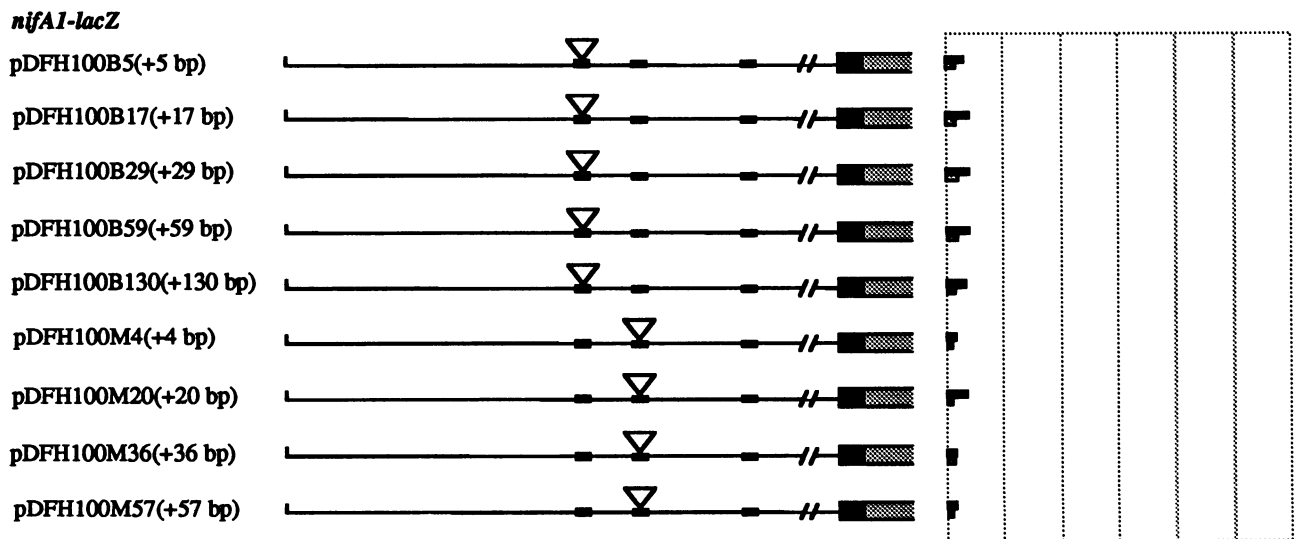 nifA1-lacZ
pDFH100B5(+5 bp)
pDFH100B17(+17 bp)
pDFH100B29(+29 bp)
pDFH100B59(+59 bp)
pDFH100B130(+130 bp)
pDFH100M4(+4 bp)
pDFH100M20(+20 bp)
pDFH100M36(+36 bp)
pDFH100M57(+57 bp)